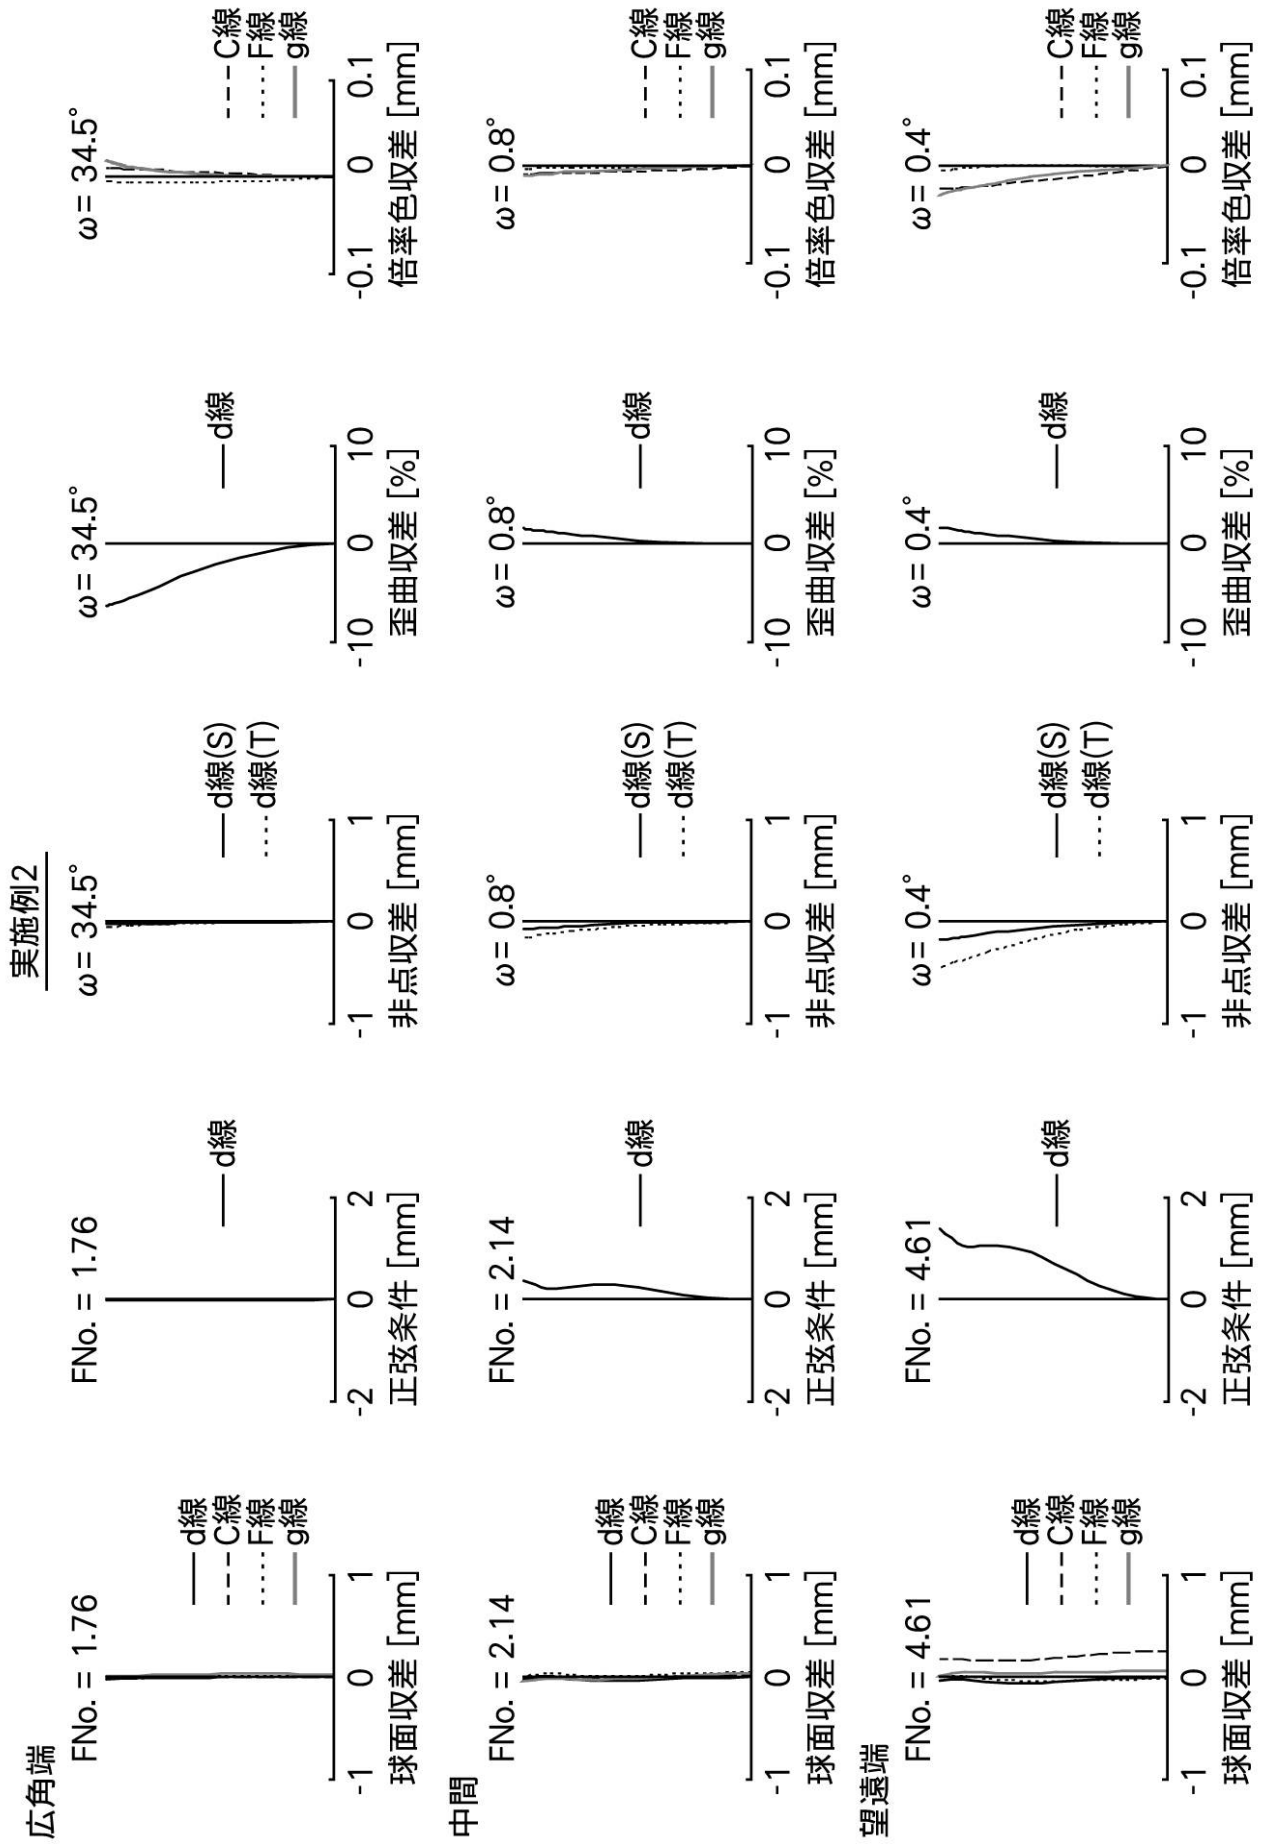 実施例2
広角端
FNo. = 1.76
d線
C線
F線
g線
-1 0 1
球面収差 [mm]
FNo. = 1.76
d線
-2 0 2
正弦条件 [mm]
ω= 34.5°
d線(S)
d線(T)
-1 0 1
非点収差 [mm]
ω= 34.5°
d線
-10 0 10
歪曲収差 [%]
ω= 34.5°
C線
F線
g線
-0.1 0 0.1
倍率色収差 [mm]
中間
FNo. = 2.14
d線
C線
F線
g線
-1 0 1
球面収差 [mm]
FNo. = 2.14
d線
-2 0 2
正弦条件 [mm]
ω= 0.8°
d線(S)
d線(T)
-1 0 1
非点収差 [mm]
ω= 0.8°
d線
-10 0 10
歪曲収差 [%]
ω= 0.8°
C線
F線
g線
-0.1 0 0.1
倍率色収差 [mm]
望遠端
FNo. = 4.61
d線
C線
F線
g線
-1 0 1
球面収差 [mm]
FNo. = 4.61
d線
-2 0 2
正弦条件 [mm]
ω= 0.4°
d線(S)
d線(T)
-1 0 1
非点収差 [mm]
ω= 0.4°
d線
-10 0 10
歪曲収差 [%]
ω= 0.4°
C線
F線
g線
-0.1 0 0.1
倍率色収差 [mm]